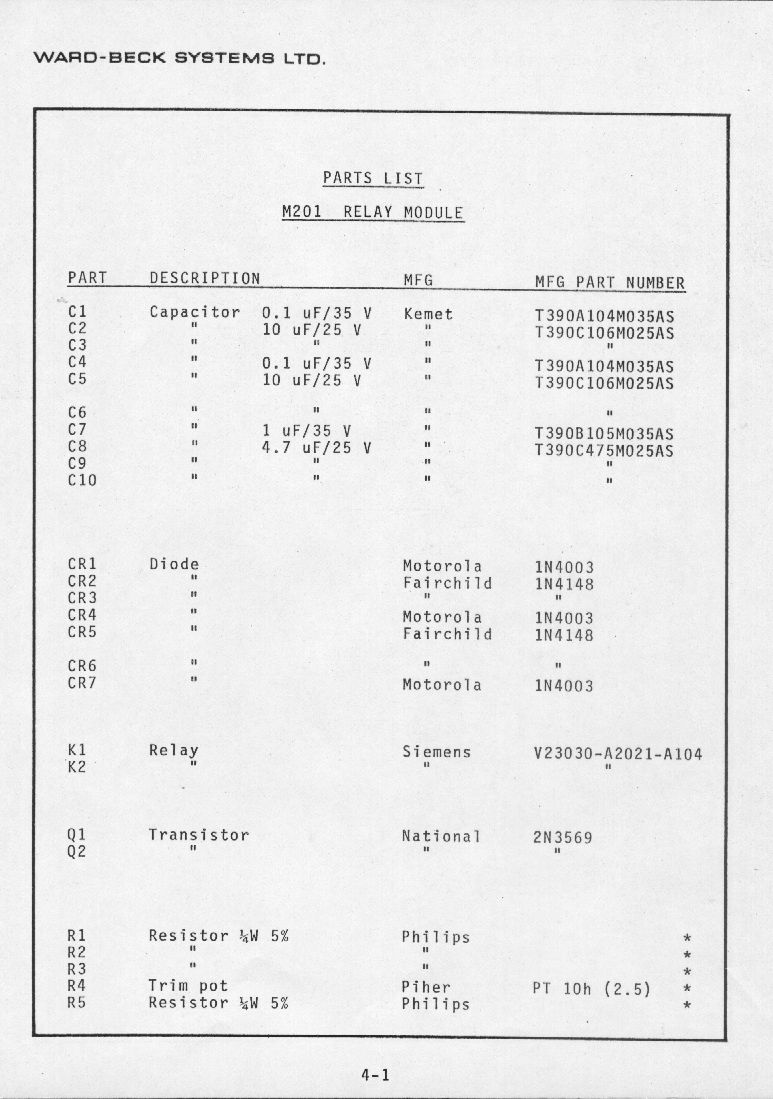 WARD-BECK SYSTEMS LTD.
PARTS LIST
M201 RELAY MODULE
PART DESCRIPTION MFG MFG PART NUMBER
C1 Capacitor 0.1 uF/35 V Kemet T390A104M035AS
C2 " 10 uF/25 V " T390C106M025AS
C3 " " " "
C4 " 0.1 uF/35 V " T390A104M035AS
C5 " 10 uF/25 V " T390C106M025AS
C6 " " " "
C7 " 1 uF/35 V " T390B105M035AS
C8 " 4.7 uF/25 V " T390C475M025AS
C9 " " " "
C10 " " " "
CR1 Diode Motorola 1N4003
CR2 " Fairchild 1N4148
CR3 " " "
CR4 " Motorola 1N4003
CR5 " Fairchild 1N4148
CR6 " " "
CR7 " Motorola 1N4003
K1 Relay Siemens V23030-A2021-A104
K2 " " "
Q1 Transistor National 2N3569
Q2 " " "
R1 Resistor ¼W 5% Philips *
R2 " " *
R3 " " *
R4 Trim pot Piher PT 10h (2.5) *
R5 Resistor ¼W 5% Philips *
4-1